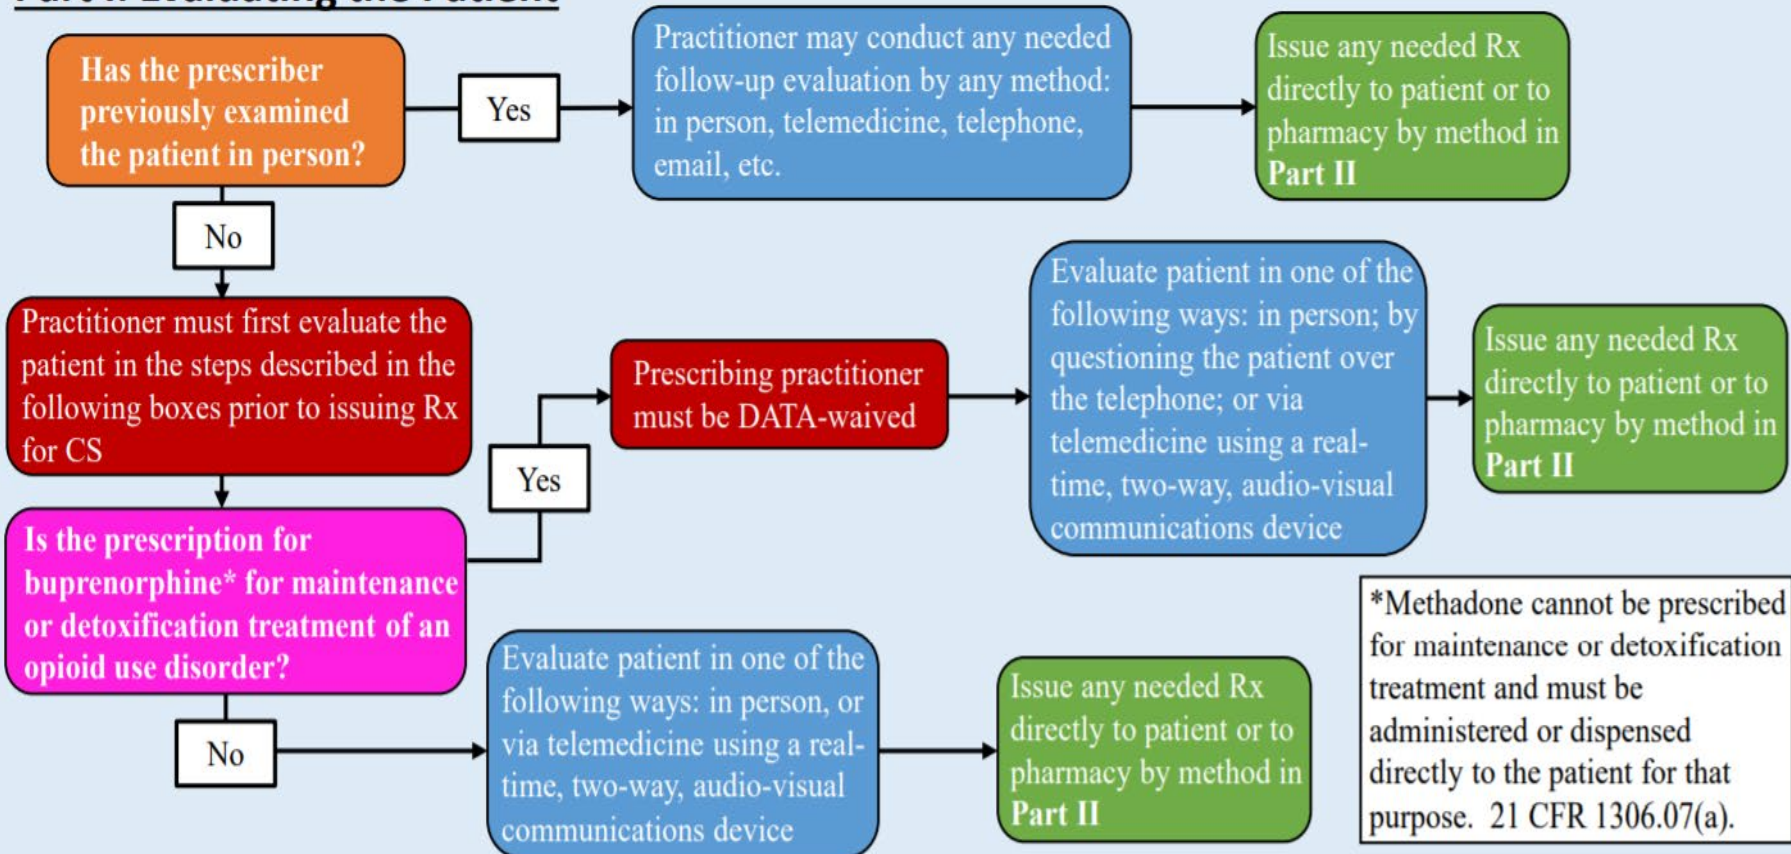 Part I: Evaluating the Patient
Has the prescriber
previously examined
the patient in person?
Yes
Practitioner may conduct any needed
follow-up evaluation by any method:
in person, telemedicine, telephone,
email, etc.
Issue any needed Rx
directly to patient or to
pharmacy by method in
Part II
No
Practitioner must first evaluate the
patient in the steps described in the
following boxes prior to issuing Rx
for CS
Is the prescription for
buprenorphine* for maintenance
or detoxification treatment of an
opioid use disorder?
Yes
Prescribing practitioner
must be DATA-waived
Evaluate patient in one of the
following ways: in person; by
questioning the patient over
the telephone; or via
telemedicine using a real-
time, two-way, audio-visual
communications device
Issue any needed Rx
directly to patient or to
pharmacy by method in
Part II
No
Evaluate patient in one of the
following ways: in person, or
via telemedicine using a real-
time, two-way, audio-visual
communications device
Issue any needed Rx
directly to patient or to
pharmacy by method in
Part II
*Methadone cannot be prescribed
for maintenance or detoxification
treatment and must be
administered or dispensed
directly to the patient for that
purpose. 21 CFR 1306.07(a).